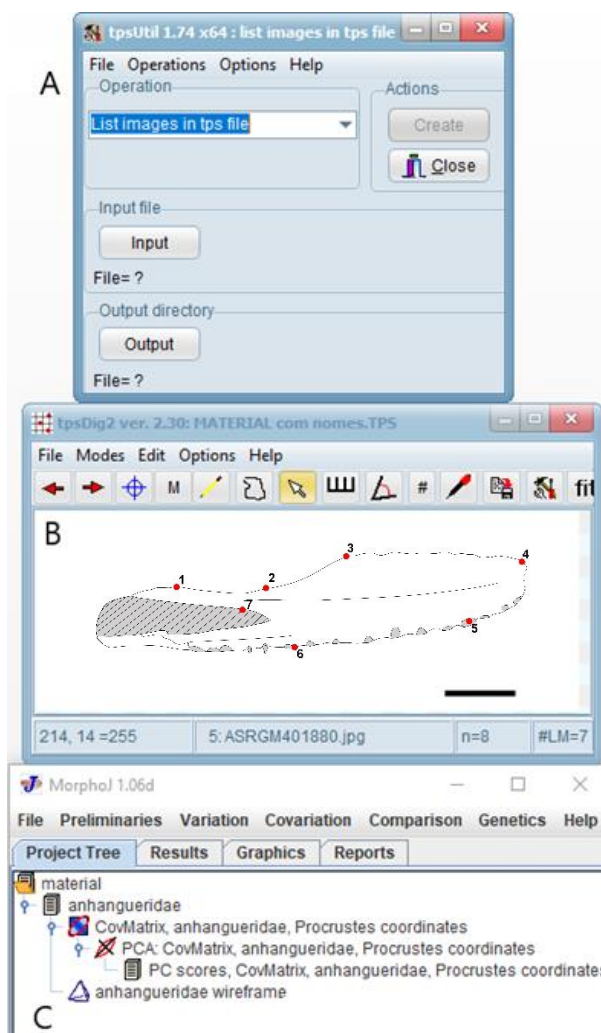 tpsUtil 1.74 x64 : list images in tps file
File Operations Options Help
A
Operation
Actions
List images in tps file
Create
Close
Input file
Input
File= ?
Output directory
Output
File= ?
tpsDig2 ver. 2.30: MATERIAL com nomes.TPS
File Modes Edit Options Help
M # fit
B
3
4
1
2
7
5
6
214, 14 =255 5: ASRGM401880.jpg n=8 #LM=7
MorphoJ 1.06d
File Preliminaries Variation Covariation Comparison Genetics Help
Project Tree Results Graphics Reports
material
anhangueridae
CovMatrix, anhangueridae, Procrustes coordinates
PCA: CovMatrix, anhangueridae, Procrustes coordinates
PC scores, CovMatrix, anhangueridae, Procrustes coordinates
anhangueridae wireframe
C